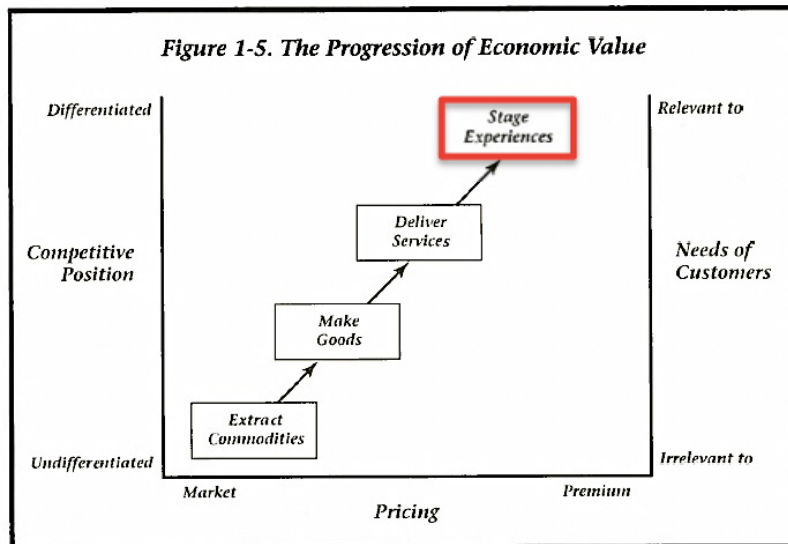 Figure 1-5. The Progression of Economic Value
Differentiated
Stage
Experiences
Relevant to
Deliver
Services
Competitive
Position
Needs of
Customers
Make
Goods
Extract
Commodities
Undifferentiated
Irrelevant to
Market
Premium
Pricing